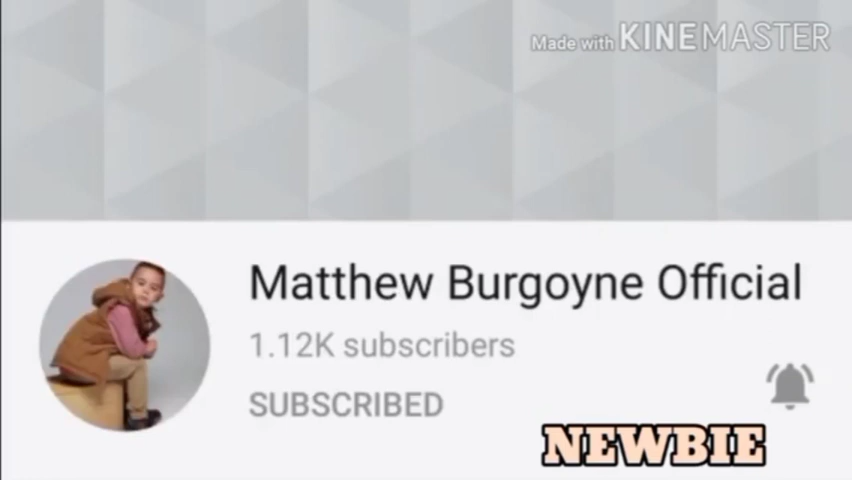 Made with KINEMASTER
Matthew Burgoyne Official
1.12K subscribers
SUBSCRIBED
NEWBIE